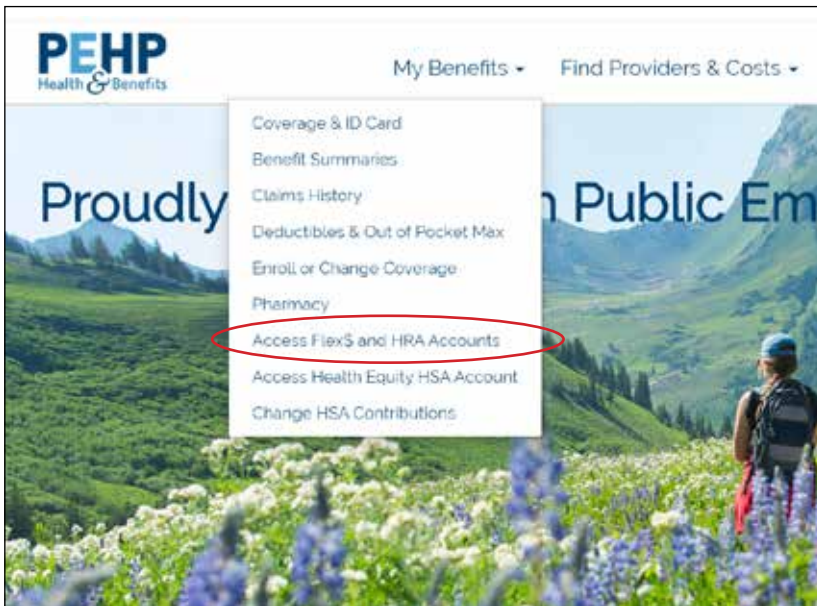 PEHP
Health & Benefits
My Benefits
Find Providers & Costs
Coverage & ID Card
Benefit Summaries
Claims History
Deductibles & Out of Pocket Max
Enroll or Change Coverage
Pharmacy
Access Flex$ and HRA Accounts
Access Health Equity HSA Account
Change HSA Contributions
Proudly Public Em